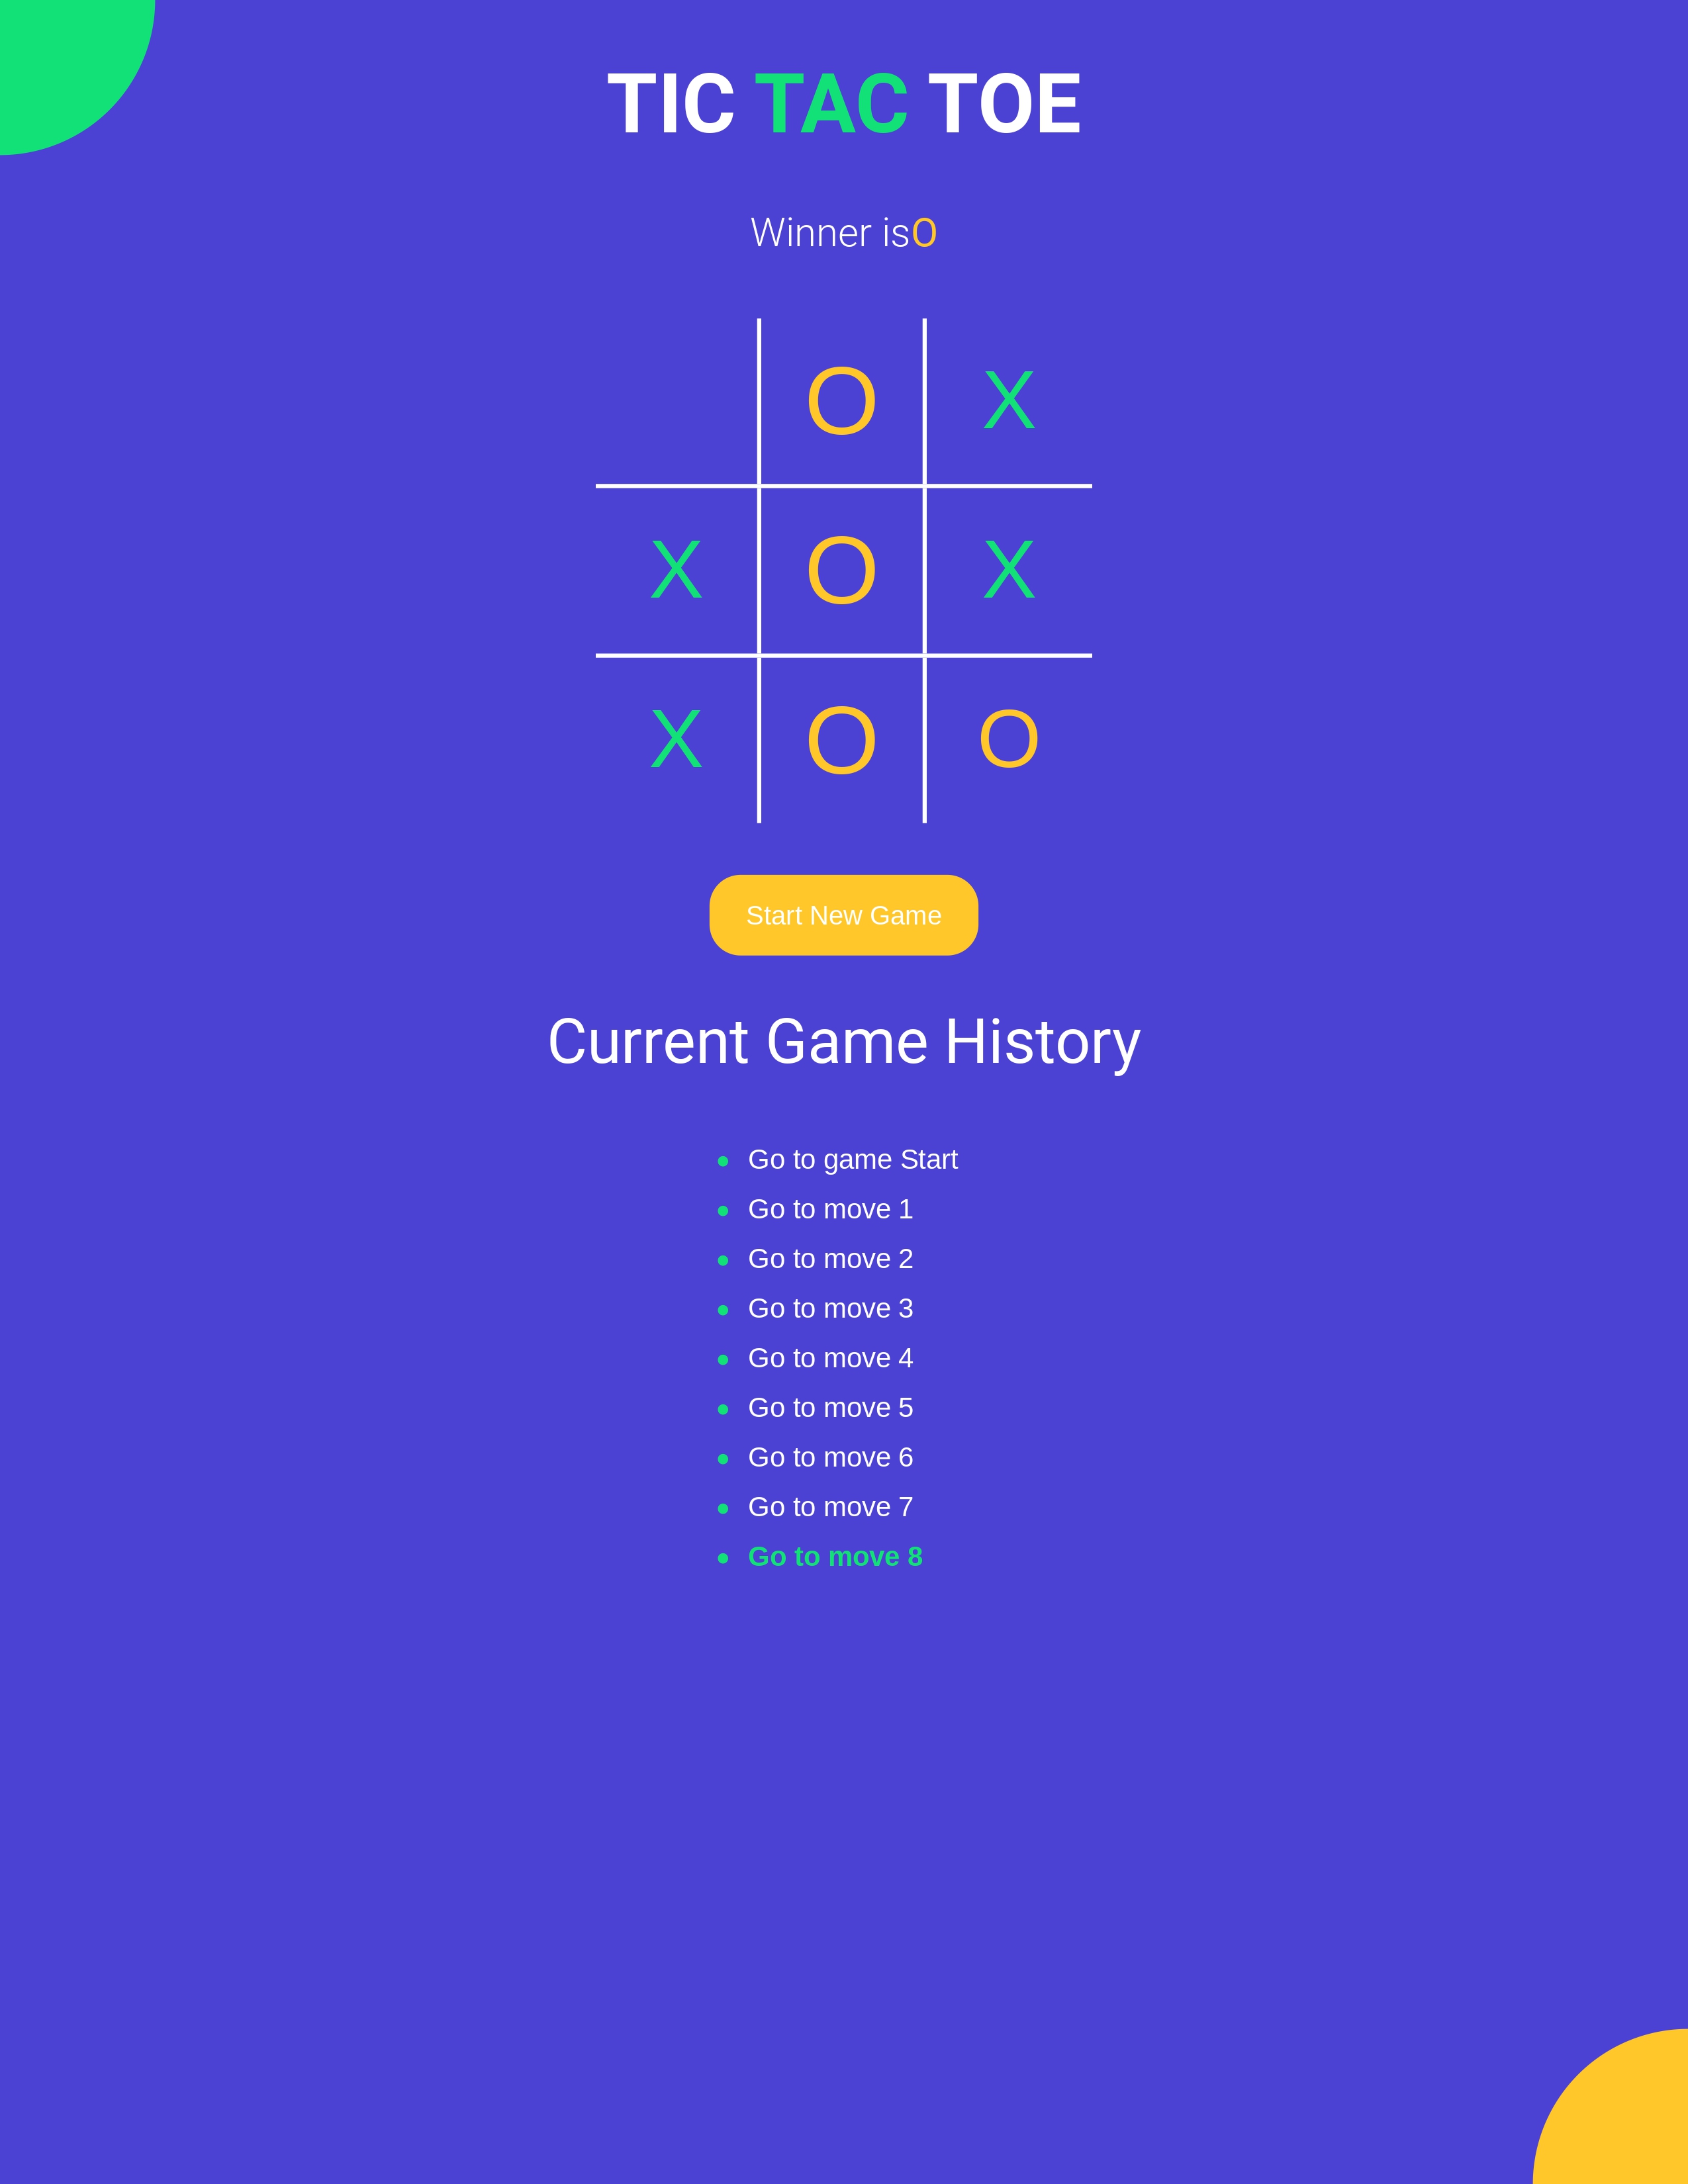 TIC TAC TOE
Winner isO
O X
X O X
X O O
Start New Game
Current Game History
Go to game Start
Go to move 1
Go to move 2
Go to move 3
Go to move 4
Go to move 5
Go to move 6
Go to move 7
Go to move 8